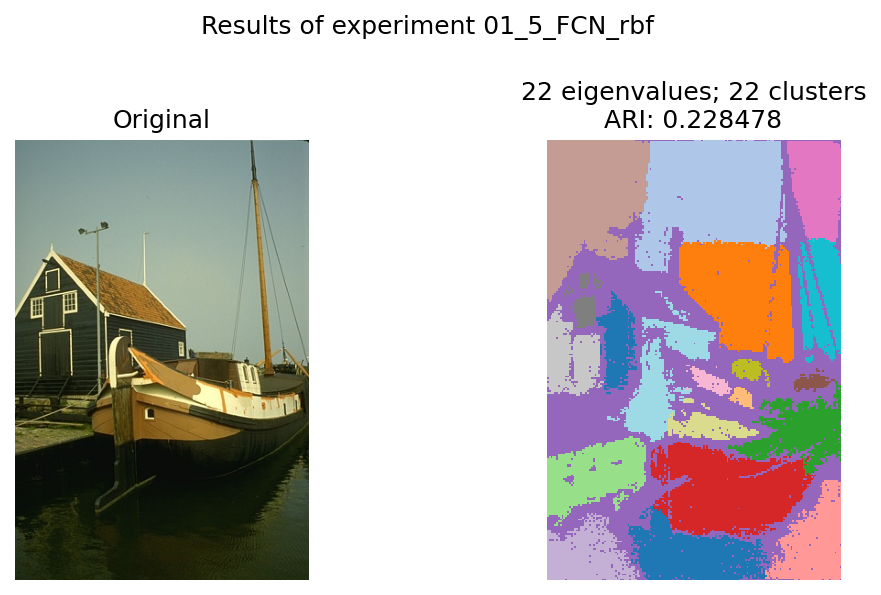 Results of experiment 01_5_FCN_rbf
Original
22 eigenvalues; 22 clusters
ARI: 0.228478